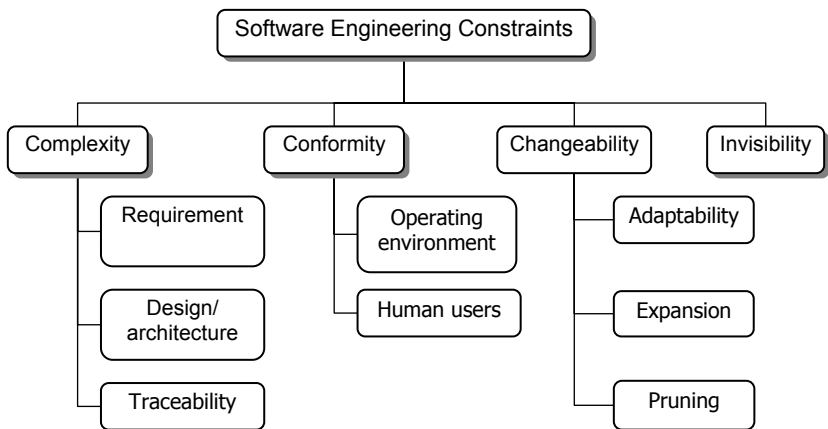 Software Engineering Constraints
Complexity
Conformity
Changeability
Invisibility
Requirement
Design/
architecture
Traceability
Operating
environment
Human users
Adaptability
Expansion
Pruning